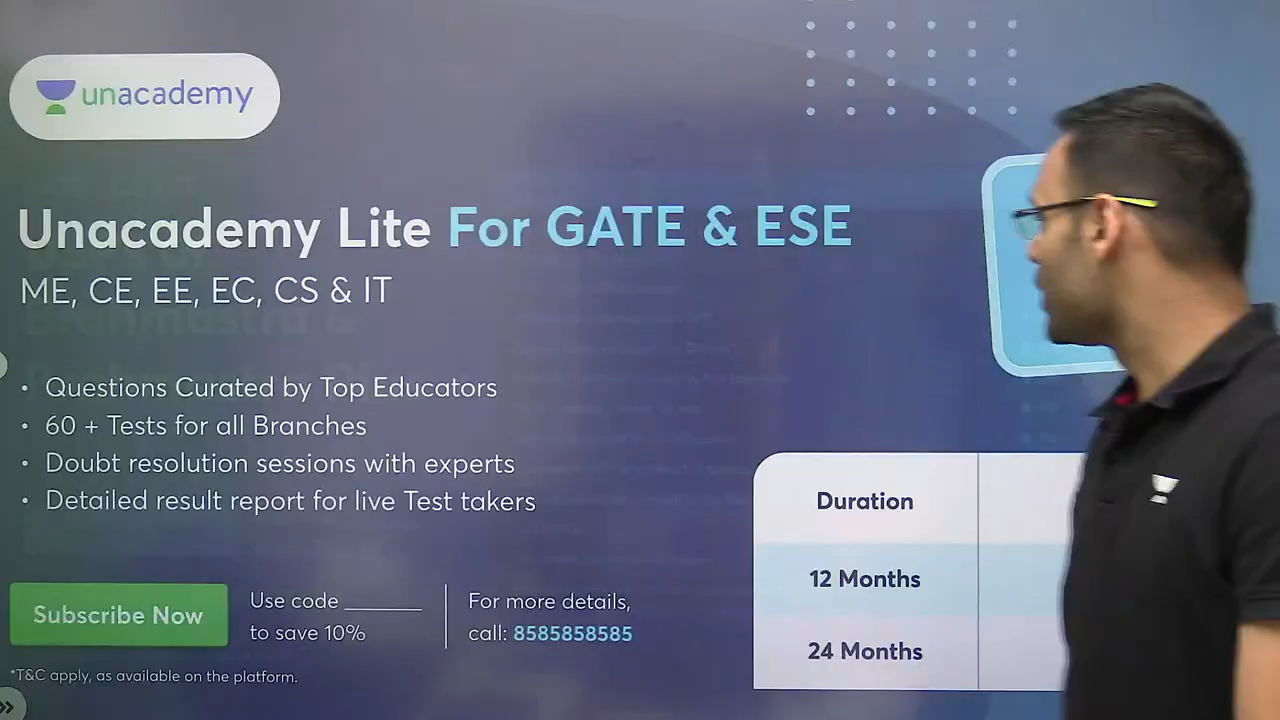 unacademy
Unacademy Lite For GATE & ESE
ME, CE, EE, EC, CS & IT
• Questions Curated by Top Educators
• 60 + Tests for all Branches
• Doubt resolution sessions with experts
• Detailed result report for live Test takers
Subscribe Now
Use code ______
to save 10%
For more details,
call: 8585858585
*T&C apply, as available on the platform.
Duration
12 Months
24 Months